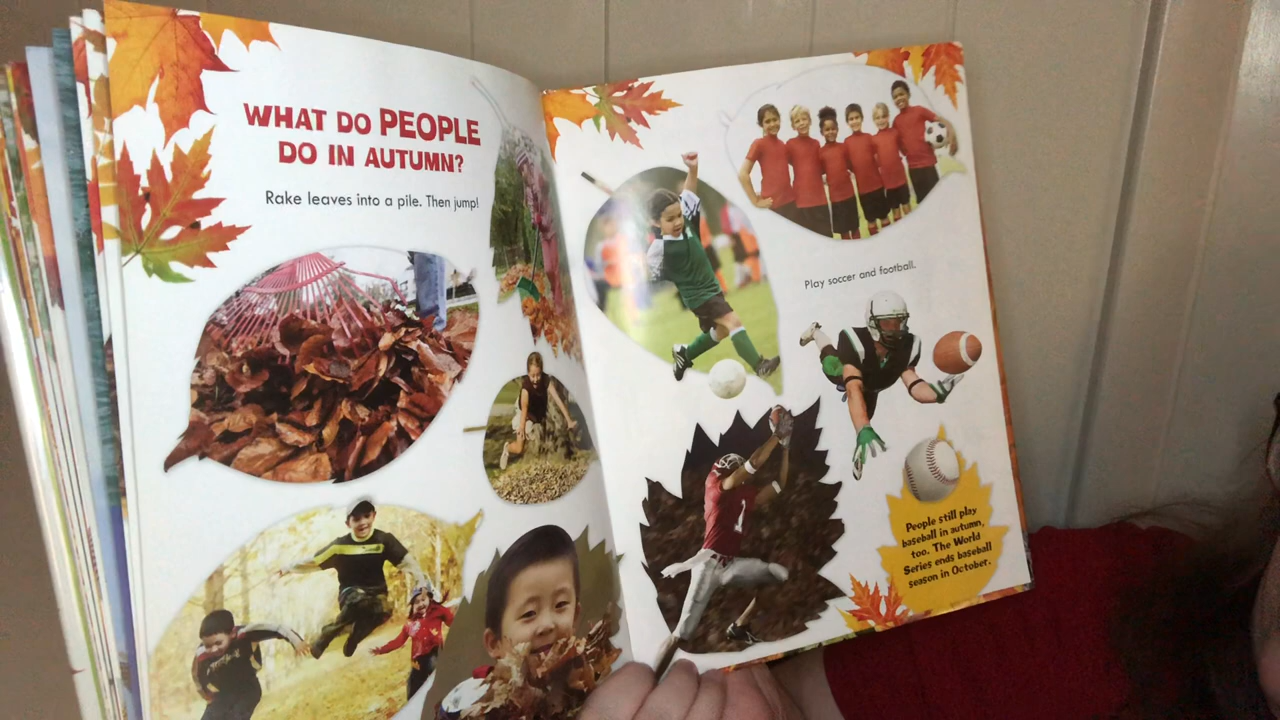 WHAT DO PEOPLE
DO IN AUTUMN?
Rake leaves into a pile. Then jump!
Play soccer and football.
People still play
baseball in autumn,
too. The World
Series ends baseball
season in October.